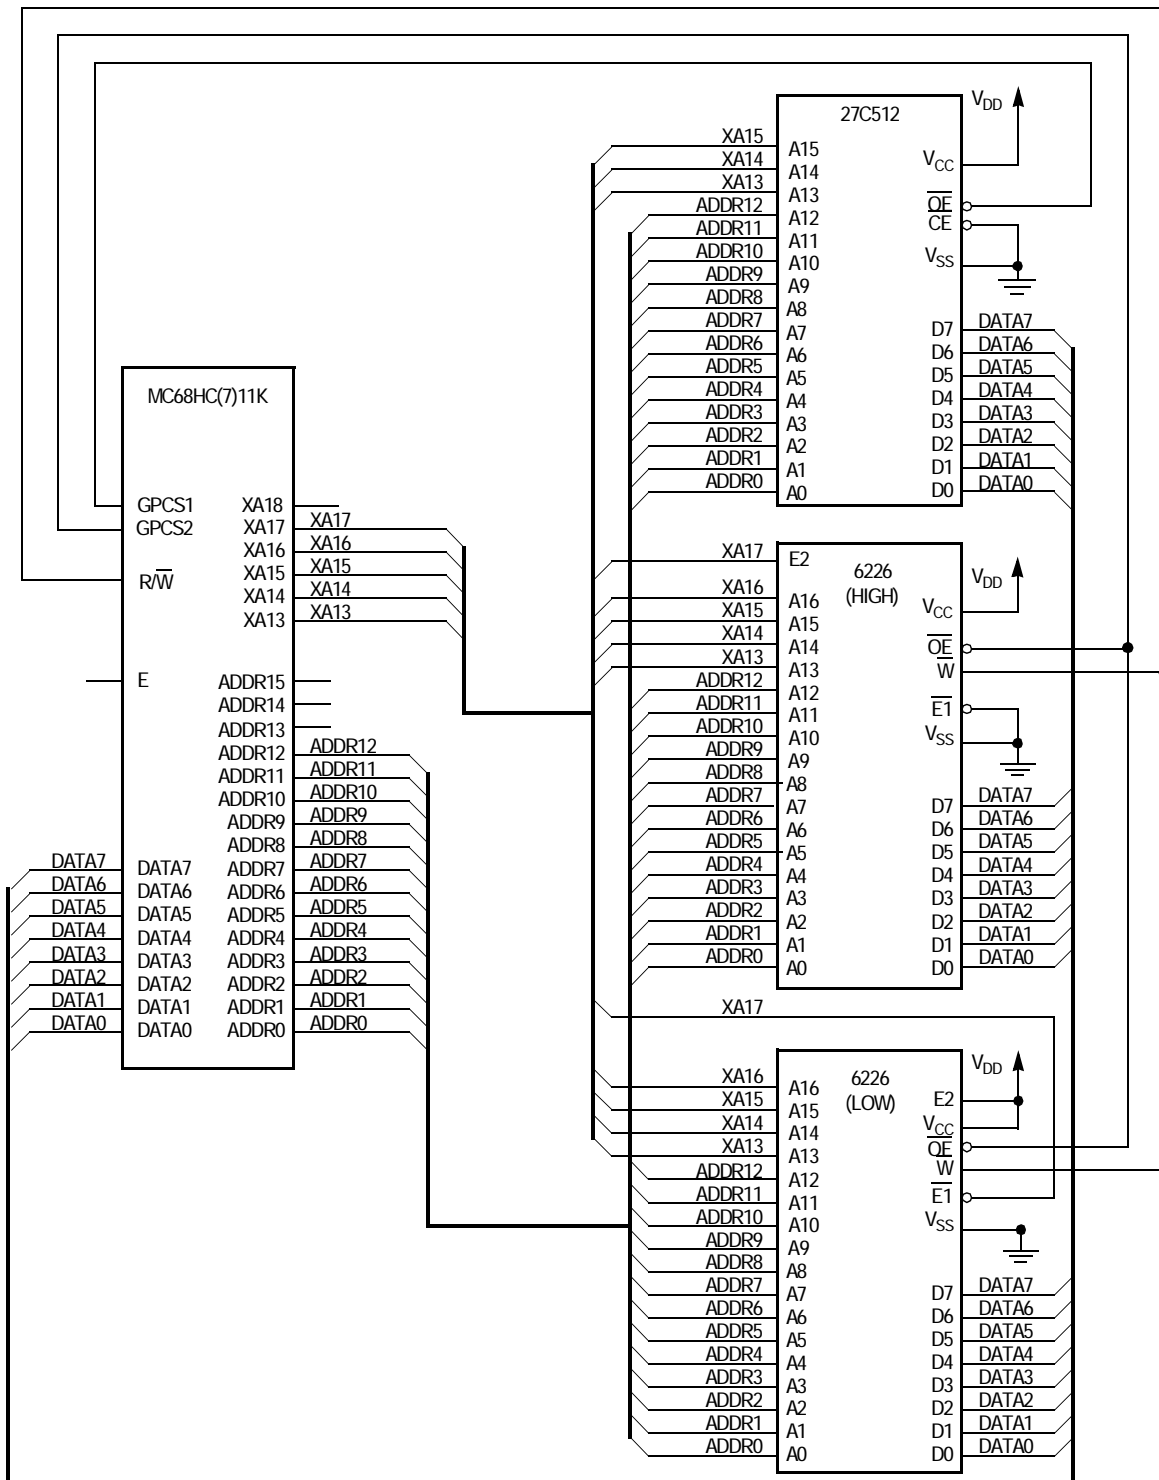 27C512
VDD
XA15
XA14
XA13
ADDR12
ADDR11
ADDR10
ADDR9
ADDR8
ADDR7
ADDR6
ADDR5
ADDR4
ADDR3
ADDR2
ADDR1
ADDR0
A15
A14
A13
A12
A11
A10
A9
A8
A7
A6
A5
A4
A3
A2
A1
A0
VCC
OE
CE
VSS
D7
D6
D5
D4
D3
D2
D1
D0
DATA7
DATA6
DATA5
DATA4
DATA3
DATA2
DATA1
DATA0
MC68HC(7)11K
GPCS1
GPCS2
R/W
E
DATA7
DATA6
DATA5
DATA4
DATA3
DATA2
DATA1
DATA0
DATA7
DATA6
DATA5
DATA4
DATA3
DATA2
DATA1
DATA0
XA18
XA17
XA16
XA15
XA14
XA13
XA17
XA16
XA15
XA14
XA13
ADDR15
ADDR14
ADDR13
ADDR12
ADDR11
ADDR10
ADDR9
ADDR8
ADDR7
ADDR6
ADDR5
ADDR4
ADDR3
ADDR2
ADDR1
ADDR0
ADDR12
ADDR11
ADDR10
ADDR9
ADDR8
ADDR7
ADDR6
ADDR5
ADDR4
ADDR3
ADDR2
ADDR1
ADDR0
6226
(HIGH)
VDD
XA17
XA16
XA15
XA14
XA13
ADDR12
ADDR11
ADDR10
ADDR9
ADDR8
ADDR7
ADDR6
ADDR5
ADDR4
ADDR3
ADDR2
ADDR1
ADDR0
E2
A16
A15
A14
A13
A12
A11
A10
A9
A8
A7
A6
A5
A4
A3
A2
A1
A0
VCC
OE
W
E1
VSS
D7
D6
D5
D4
D3
D2
D1
D0
DATA7
DATA6
DATA5
DATA4
DATA3
DATA2
DATA1
DATA0
XA17
6226
(LOW)
VDD
XA16
XA15
XA14
XA13
ADDR12
ADDR11
ADDR10
ADDR9
ADDR8
ADDR7
ADDR6
ADDR5
ADDR4
ADDR3
ADDR2
ADDR1
ADDR0
A16
A15
A14
A13
A12
A11
A10
A9
A8
A7
A6
A5
A4
A3
A2
A1
A0
E2
VCC
OE
W
E1
VSS
D7
D6
D5
D4
D3
D2
D1
D0
DATA7
DATA6
DATA5
DATA4
DATA3
DATA2
DATA1
DATA0